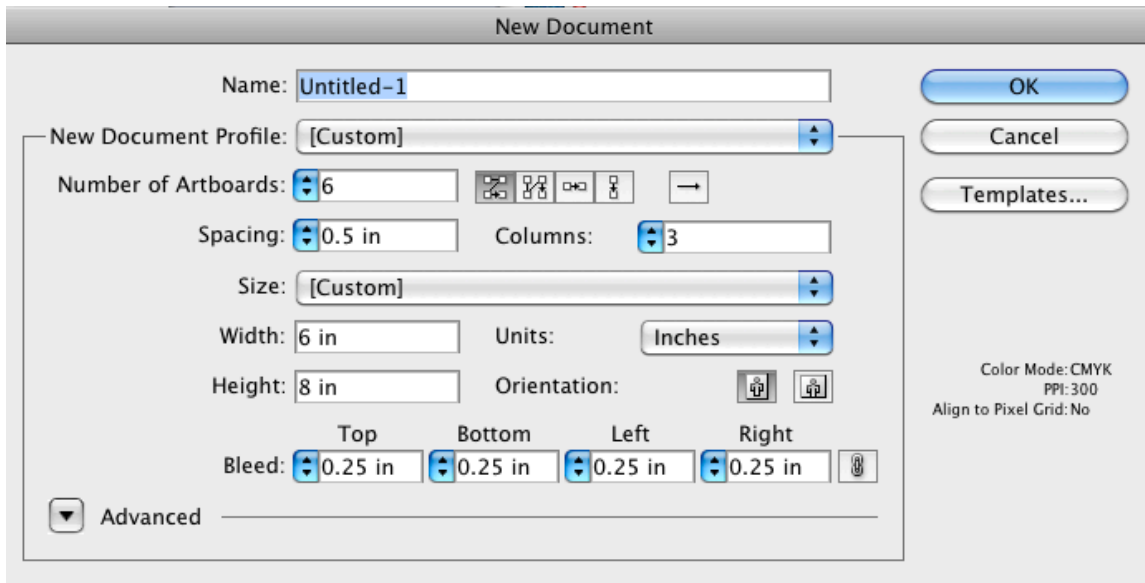 New Document
Name: Untitled-1
OK
New Document Profile: [Custom]
Cancel
Number of Artboards: 6
Templates...
Spacing: 0.5 in Columns: 3
Size: [Custom]
Width: 6 in Units: Inches
Height: 8 in Orientation:
Color Mode: CMYK
PPI: 300
Align to Pixel Grid: No
Top Bottom Left Right
Bleed: 0.25 in 0.25 in 0.25 in 0.25 in
Advanced